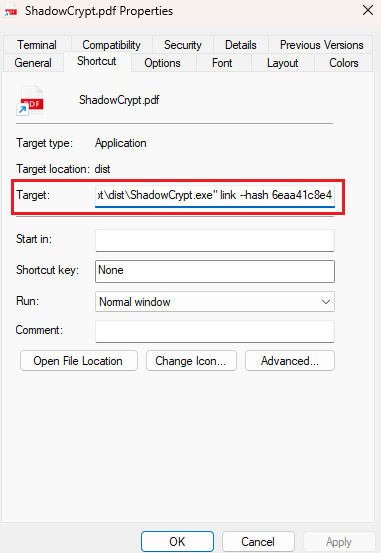 ShadowCrypt.pdf Properties
Terminal Compatibility Security Details Previous Versions
General Shortcut Options Font Layout Colors
PDF
ShadowCrypt.pdf
Target type: Application
Target location: dist
Target: ot\dist\ShadowCrypt.exe" link --hash 6eaa41c8e4
Start in:
Shortcut key: None
Run: Normal window
Comment:
Open File Location Change Icon... Advanced...
OK Cancel Apply